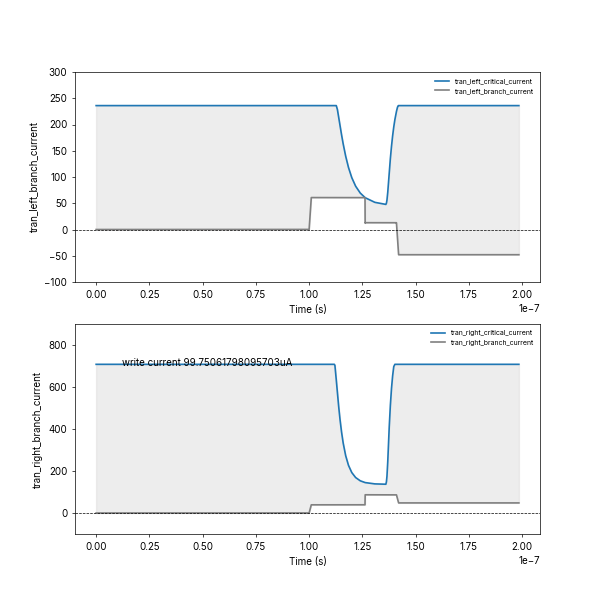 300
250
200
150
100
50
0
−50
−100
tran_left_branch_current
tran_left_critical_current
tran_left_branch_current
0.00 0.25 0.50 0.75 1.00 1.25 1.50 1.75 2.00
Time (s)
1e−7
800
600
400
200
0
tran_right_branch_current
tran_right_critical_current
tran_right_branch_current
write current 99.75061798095703uA
0.00 0.25 0.50 0.75 1.00 1.25 1.50 1.75 2.00
Time (s)
1e−7